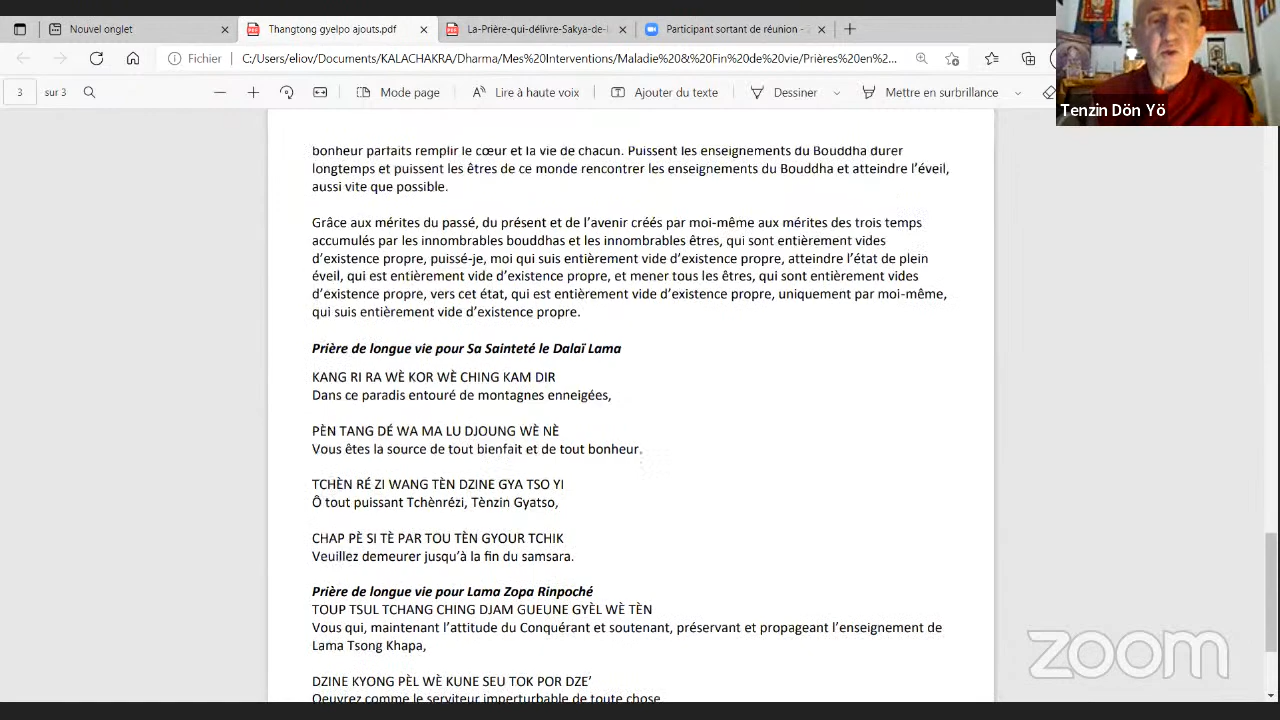 Nouvel onglet
Thangtong gyelpo ajouts.pdf
La-Prière-qui-délivre-Sakya-de-
Participant sortant de réunion -
Fichier
C:/Users/eliov/Documents/KALACHAKRA/Dharma/Mes%20Interventions/Maladie%20&%20Fin%20de%20vie/Prières%20en%2...
3 sur 3
Mode page
Lire à haute voix
Ajouter du texte
Dessiner
Mettre en surbrillance
Tenzin Dön Yö
bonheur parfaits remplir le cœur et la vie de chacun. Puissent les enseignements du Bouddha durer
longtemps et puissent les êtres de ce monde rencontrer les enseignements du Bouddha et atteindre l’éveil,
aussi vite que possible.
Grâce aux mérites du passé, du présent et de l’avenir créés par moi-même aux mérites des trois temps
accumulés par les innombrables bouddhas et les innombrables êtres, qui sont entièrement vides
d’existence propre, puissé-je, moi qui suis entièrement vide d’existence propre, atteindre l’état de plein
éveil, qui est entièrement vide d’existence propre, et mener tous les êtres, qui sont entièrement vides
d’existence propre, vers cet état, qui est entièrement vide d’existence propre, uniquement par moi-même,
qui suis entièrement vide d’existence propre.
Prière de longue vie pour Sa Sainteté le Dalaï Lama
KANG RI RA WÈ KOR WÈ CHING KAM DIR
Dans ce paradis entouré de montagnes enneigées,
PÈN TANG DÉ WA MA LU DJOUNG WÈ NÈ
Vous êtes la source de tout bienfait et de tout bonheur.
TCHÈN RÉ ZI WANG TÈN DZINE GYA TSO YI
Ô tout puissant Tchènrézi, Tènzin Gyatso,
CHAP PÈ SI TÈ PAR TOU TÈN GYOUR TCHIK
Veuillez demeurer jusqu’à la fin du samsara.
Prière de longue vie pour Lama Zopa Rinpoché
TOUP TSUL TCHANG CHING DJAM GUEUNE GYÈL WÈ TÈN
Vous qui, maintenant l’attitude du Conquérant et soutenant, préservant et propageant l’enseignement de
Lama Tsong Khapa,
DZINE KYONG PÈL WÈ KUNE SEU TOK POR DZE’
Oeuvrez comme le serviteur imperturbable de toute chose
zoom